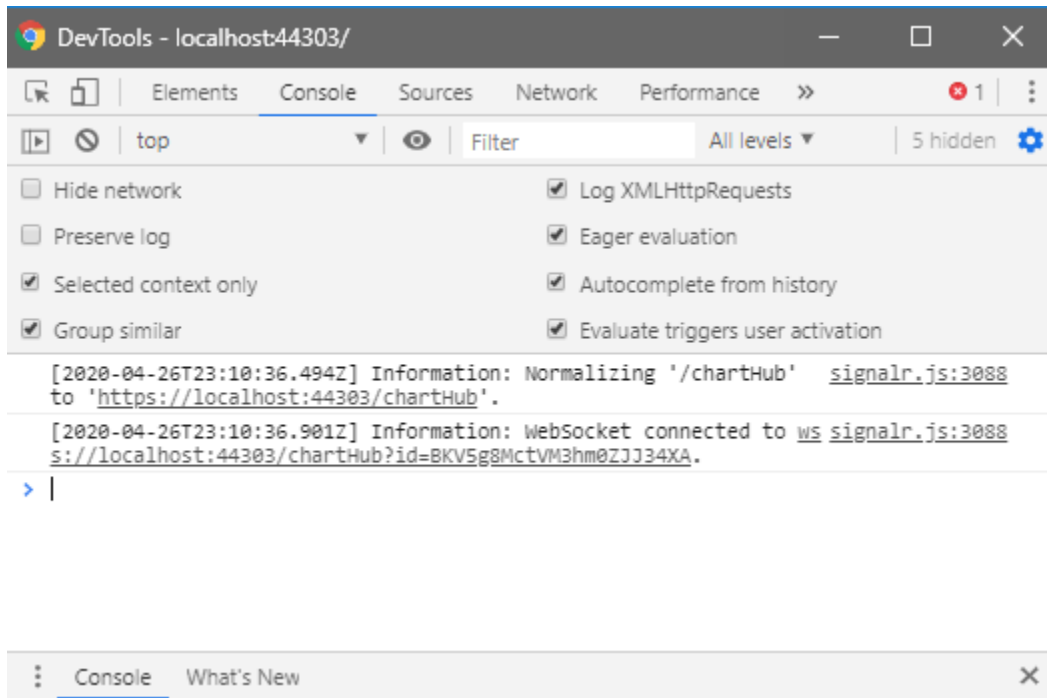 DevTools - localhost:44303/
Elements Console Sources Network Performance » 1
top Filter All levels 5 hidden
Hide network Log XMLHttpRequests
Preserve log Eager evaluation
Selected context only Autocomplete from history
Group similar Evaluate triggers user activation
[2020-04-26T23:10:36.494Z] Information: Normalizing '/chartHub' signalr.js:3088
to 'https://localhost:44303/chartHub'.
[2020-04-26T23:10:36.901Z] Information: WebSocket connected to ws signalr.js:3088
s://localhost:44303/chartHub?id=BKV5g8MctVM3hm0ZJJ34XA.
>
Console What's New